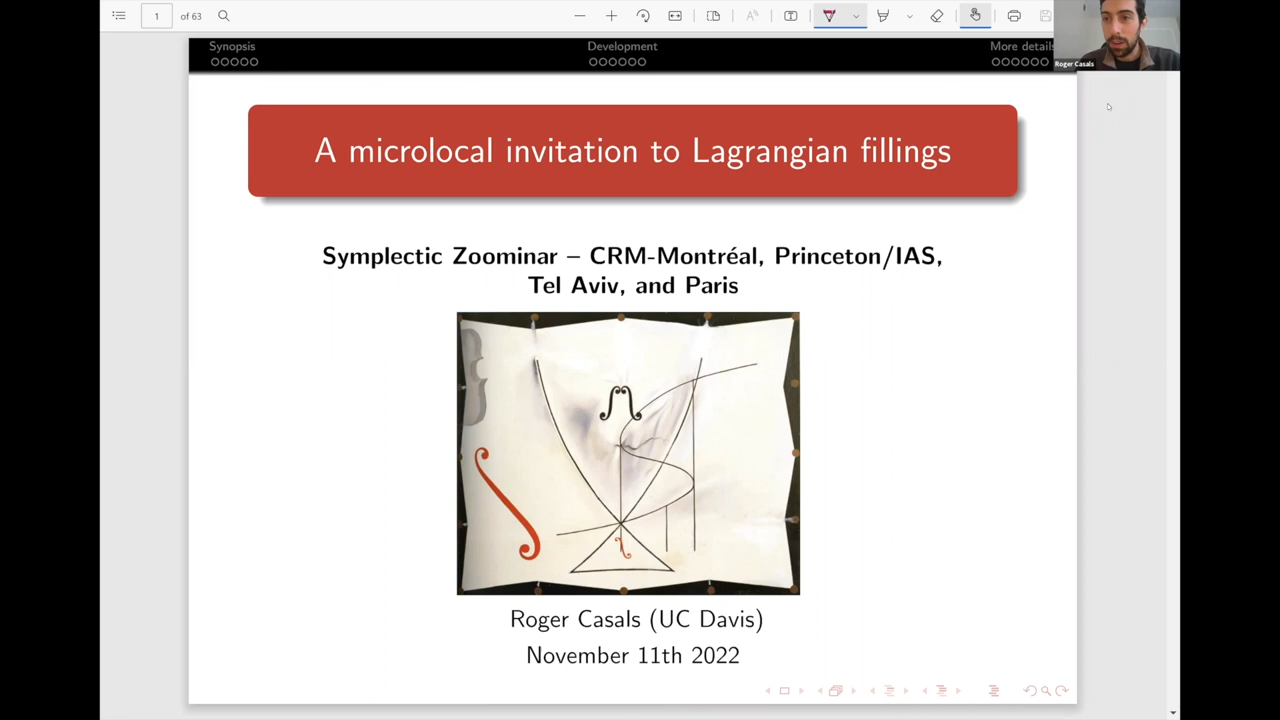 1 of 63
Synopsis Development More details
Roger Casals
A microlocal invitation to Lagrangian fillings
Symplectic Zoominar – CRM-Montréal, Princeton/IAS,
Tel Aviv, and Paris
Roger Casals (UC Davis)
November 11th 2022